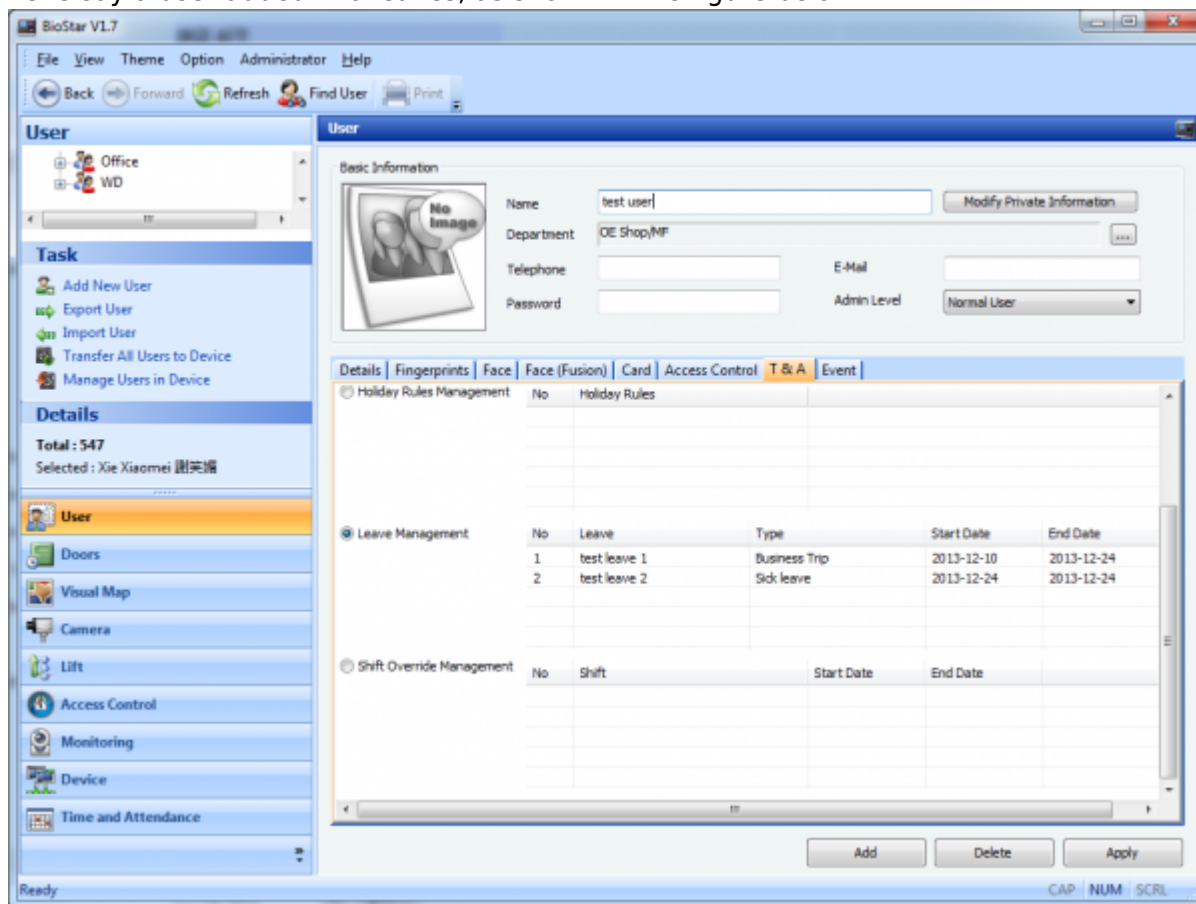 BioStar V1.7
File View Theme Option Administrator Help
Back Forward Refresh Find User Print
User
Office
WD
Task
Add New User
Export User
Import User
Transfer All Users to Device
Manage Users in Device
Details
Total : 547
Selected : Xie Xiaomei
User
Doors
Visual Map
Camera
Lift
Access Control
Monitoring
Device
Time and Attendance
User
Basic Information
No Image
Name test user Modify Private Information
Department OE Shop/MF ...
Telephone E-Mail
Password Admin Level Normal User
Details Fingerprints Face Face (Fusion) Card Access Control T & A Event
Holiday Rules Management No Holiday Rules
Leave Management No Leave Type Start Date End Date
1 test leave 1 Business Trip 2013-12-10 2013-12-24
2 test leave 2 Sick leave 2013-12-24 2013-12-24
Shift Override Management No Shift Start Date End Date
Add Delete Apply
Ready CAP NUM SCRL